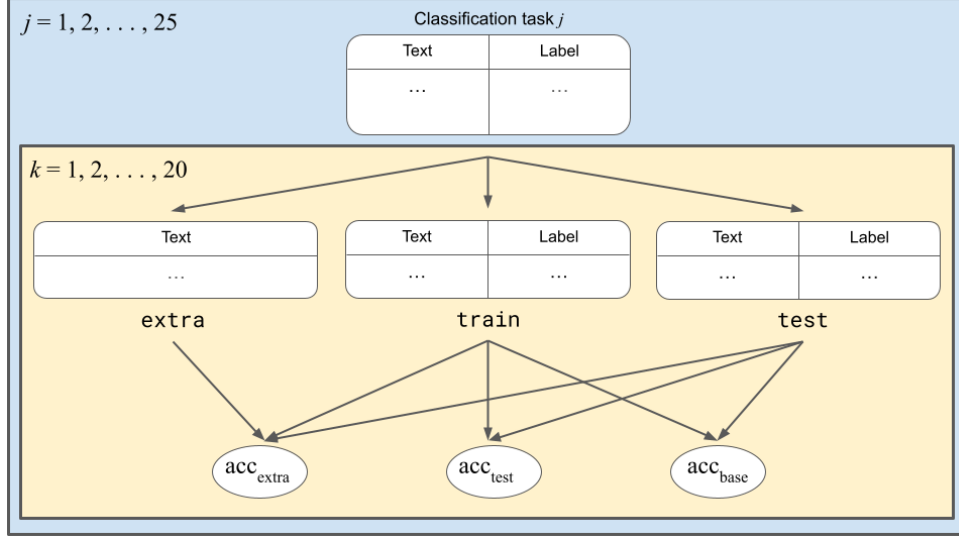 j = 1, 2, . . . , 25
Classification task j
Text Label
… …
k = 1, 2, . . . , 20
Text Text Label Text Label
… … … … …
extra train test
acc_extra acc_test acc_base